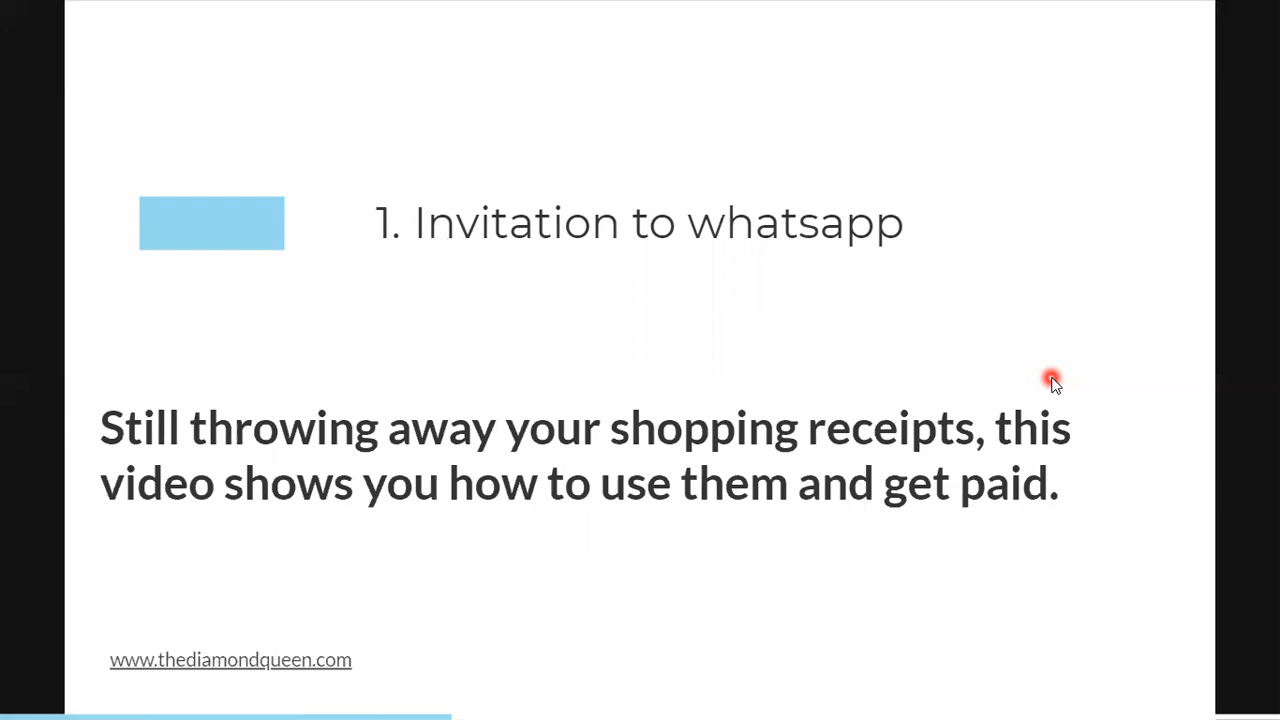 1. Invitation to whatsapp
Still throwing away your shopping receipts, this
video shows you how to use them and get paid.
www.thediamondqueen.com